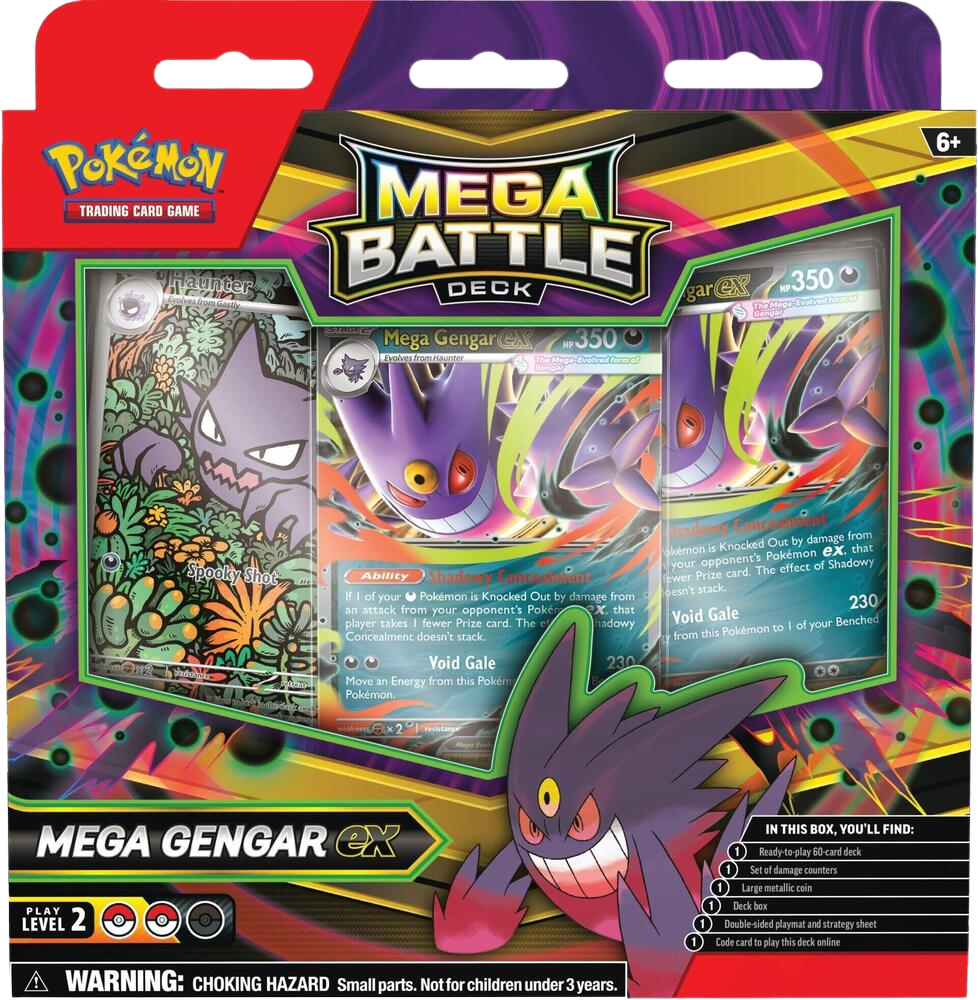 POKÉMON
TRADING CARD GAME
6+
MEGA
BATTLE
DECK
Haunter
Evolves from Gastly
Spooky Shot
resistance
retreat
STAGE 2
Mega Gengar ex
HP 350
Evolves from Haunter
The Mega-Evolved form of
Gengar
Ability Shadowy Concealment
If 1 of your Pokémon is Knocked Out by damage from
an attack from your opponent's Pokémon ex, that
player takes 1 fewer Prize card. The effect of Shadowy
Concealment doesn't stack.
Void Gale 230
Move an Energy from this Pokémon
Pokémon.
weakness ×2 resistance
gar ex HP 350
The Mega-Evolved form of
Gengar
Shadowy Concealment
Pokémon is Knocked Out by damage from
your opponent's Pokémon ex, that
fewer Prize card. The effect of Shadowy
doesn't stack.
Void Gale 230
from this Pokémon to 1 of your Benched
MEGA GENGAR ex
PLAY
LEVEL 2
IN THIS BOX, YOU'LL FIND:
1 Ready-to-play 60-card deck
1 Set of damage counters
1 Large metallic coin
1 Deck box
1 Double-sided playmat and strategy sheet
1 Code card to play this deck online
WARNING: CHOKING HAZARD Small parts. Not for children under 3 years.